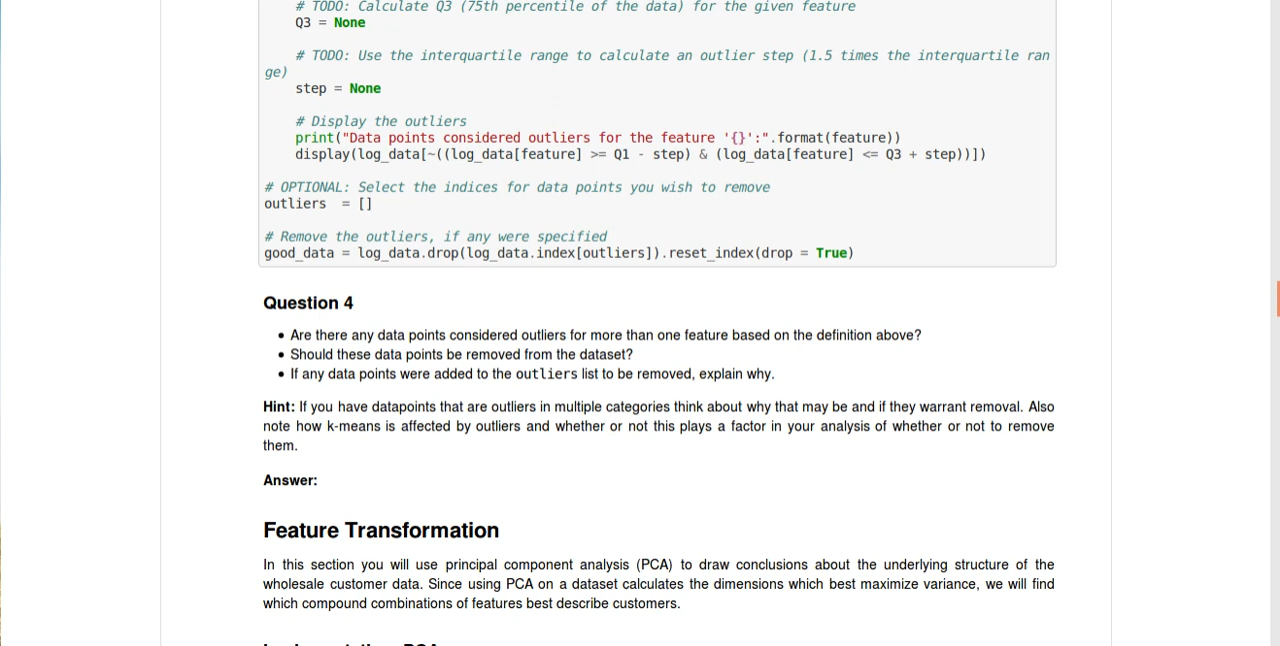 # TODO: Calculate Q3 (75th percentile of the data) for the given feature
Q3 = None
# TODO: Use the interquartile range to calculate an outlier step (1.5 times the interquartile ran
ge)
step = None
# Display the outliers
print("Data points considered outliers for the feature '{}':".format(feature))
display(log_data[~((log_data[feature] >= Q1 - step) & (log_data[feature] <= Q3 + step))])
# OPTIONAL: Select the indices for data points you wish to remove
outliers  = []
# Remove the outliers, if any were specified
good_data = log_data.drop(log_data.index[outliers]).reset_index(drop = True)
Question 4
• Are there any data points considered outliers for more than one feature based on the definition above?
• Should these data points be removed from the dataset?
• If any data points were added to the outliers list to be removed, explain why.
Hint: If you have datapoints that are outliers in multiple categories think about why that may be and if they warrant removal. Also
note how k-means is affected by outliers and whether or not this plays a factor in your analysis of whether or not to remove
them.
Answer:
Feature Transformation
In this section you will use principal component analysis (PCA) to draw conclusions about the underlying structure of the
wholesale customer data. Since using PCA on a dataset calculates the dimensions which best maximize variance, we will find
which compound combinations of features best describe customers.